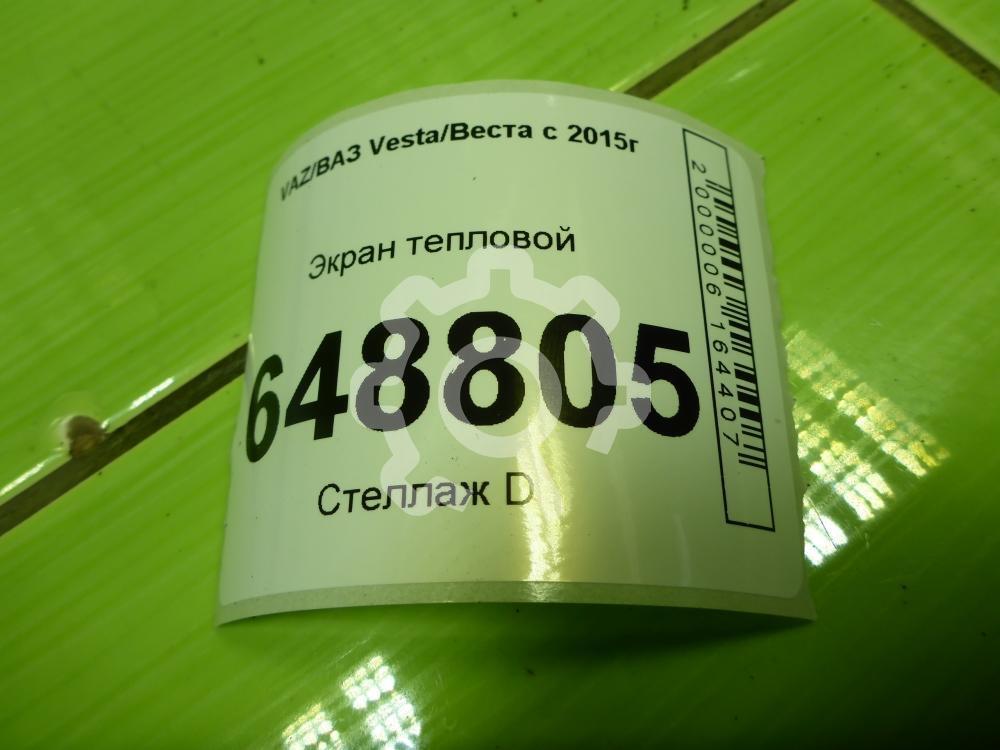 VAZ/ВАЗ Vesta/Веста с 2015г
Экран тепловой
648805
Стеллаж D
2000006164407